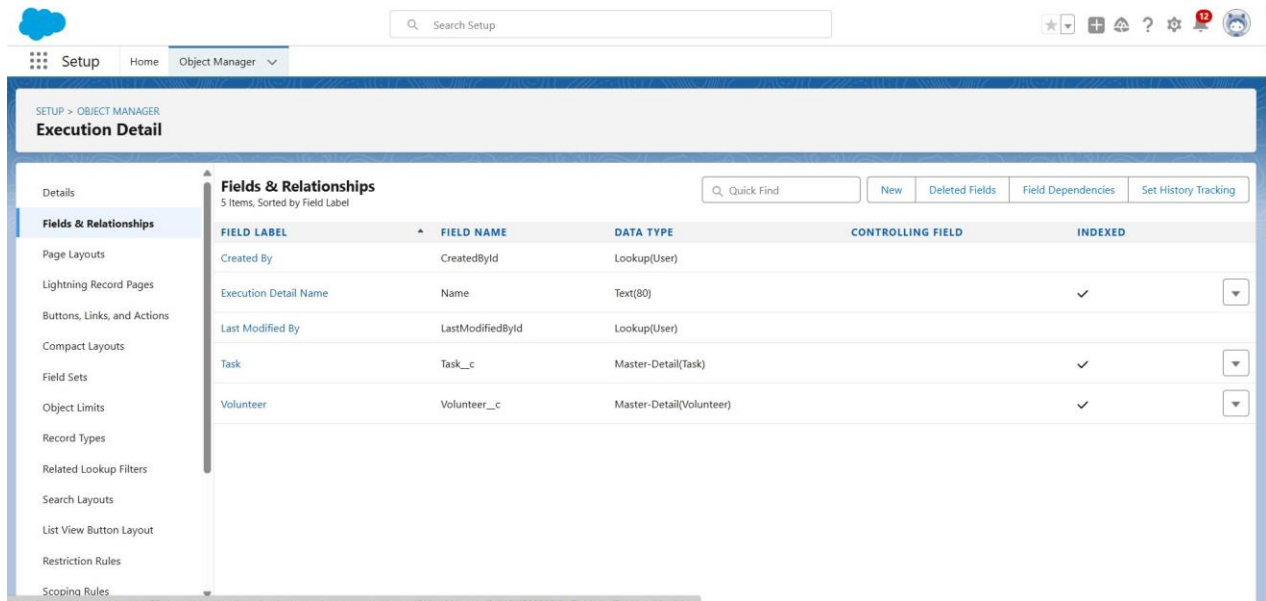 Search Setup
12
Setup Home Object Manager
SETUP > OBJECT MANAGER
Execution Detail
Details
Fields & Relationships
Page Layouts
Lightning Record Pages
Buttons, Links, and Actions
Compact Layouts
Field Sets
Object Limits
Record Types
Related Lookup Filters
Search Layouts
List View Button Layout
Restriction Rules
Scoping Rules
Fields & Relationships
5 Items, Sorted by Field Label
Quick Find New Deleted Fields Field Dependencies Set History Tracking
FIELD LABEL FIELD NAME DATA TYPE CONTROLLING FIELD INDEXED
Created By CreatedById Lookup(User)
Execution Detail Name Name Text(80)
Last Modified By LastModifiedById Lookup(User)
Task Task__c Master-Detail(Task)
Volunteer Volunteer__c Master-Detail(Volunteer)